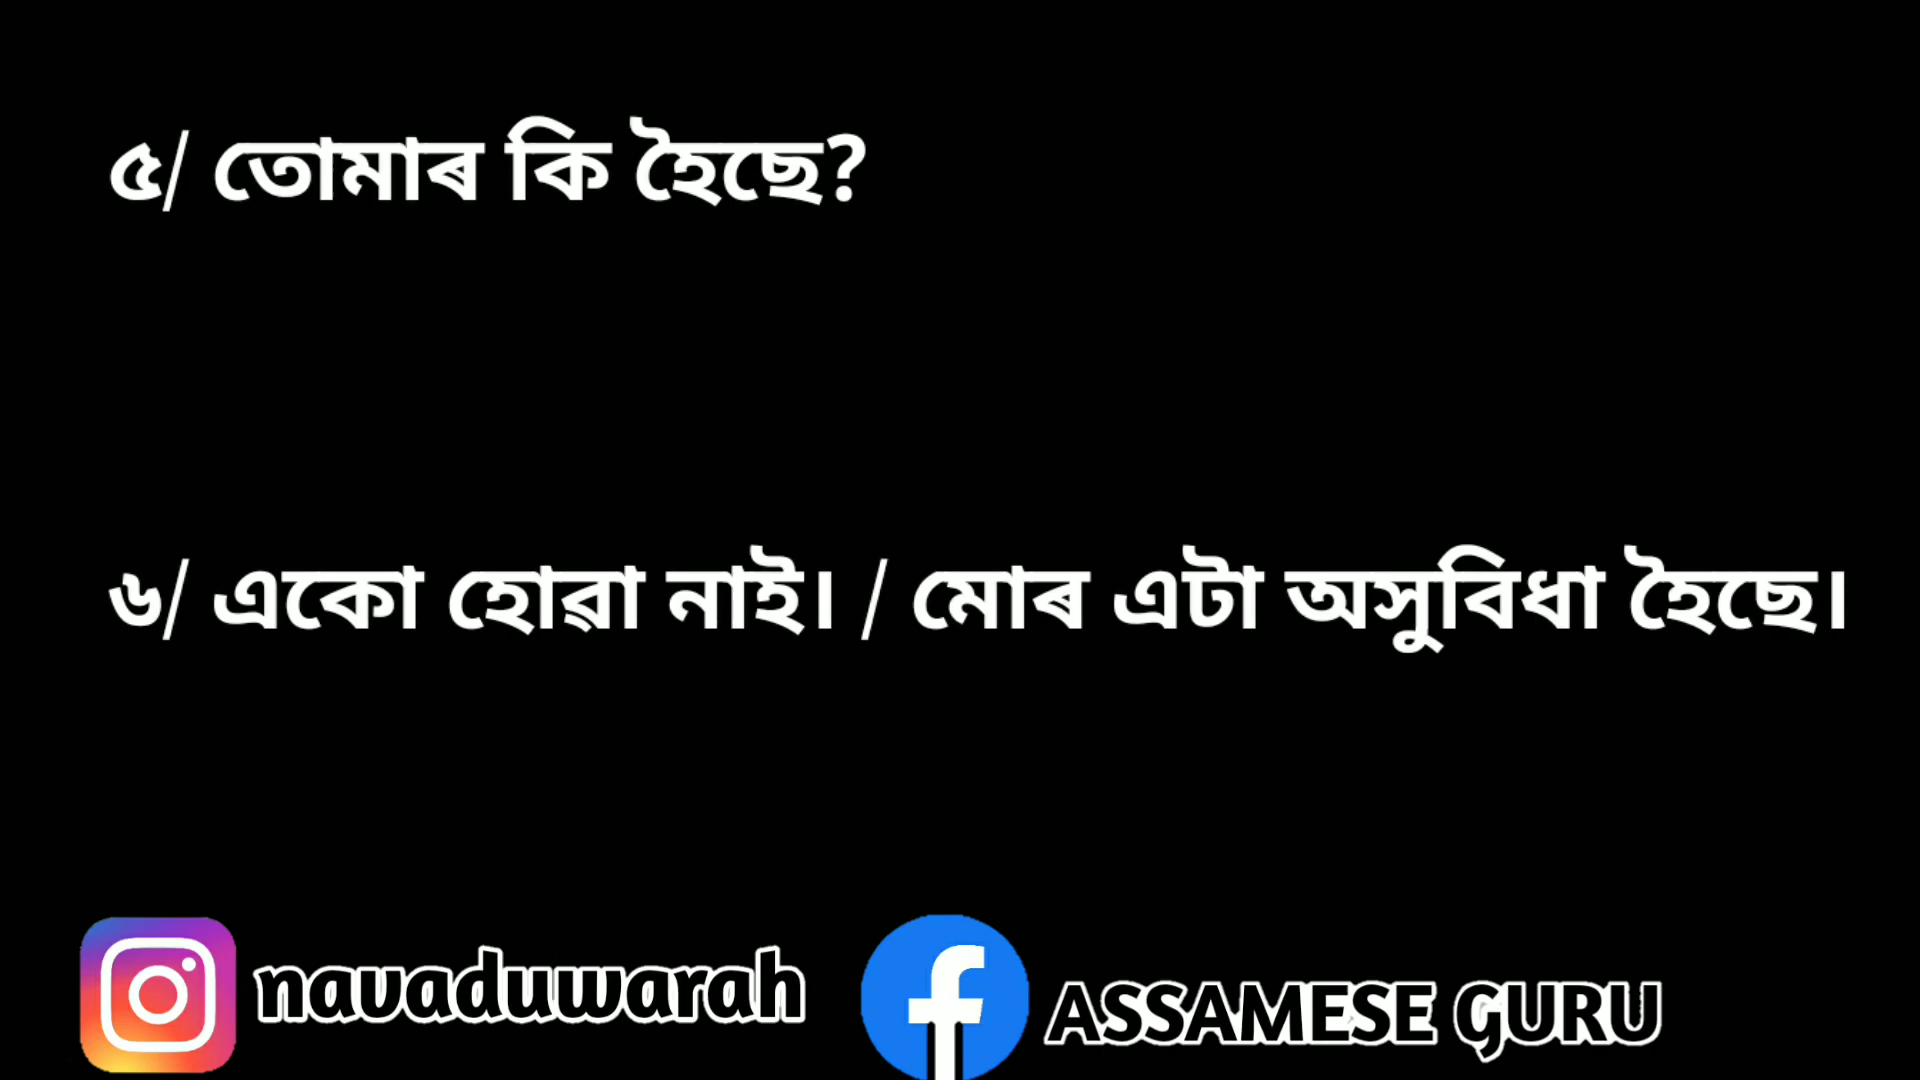 ৫/ তোমাৰ কি হৈছে?
৬/ একো হোৱা নাই। / মোৰ এটা অসুবিধা হৈছে।
navaduwarah
ASSAMESE GURU